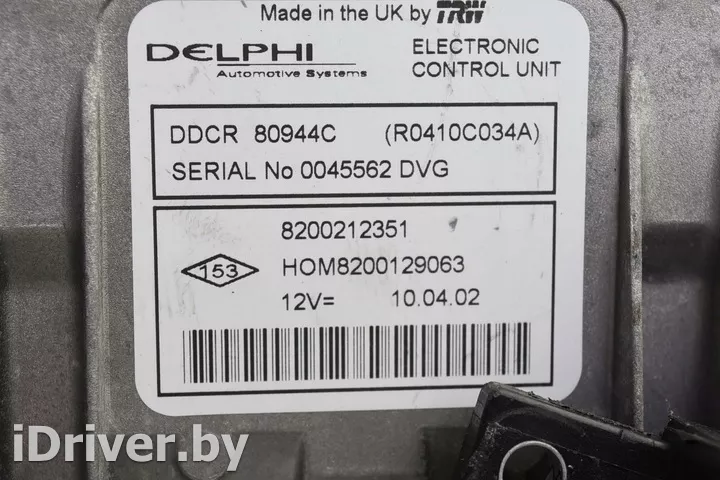 Made in the UK by TRW
DELPHI
Automotive Systems
ELECTRONIC
CONTROL UNIT
DDCR 80944C (R0410C034A)
SERIAL No 0045562 DVG
8200212351
153
HOM8200129063
12V= 10.04.02
iDriver.by